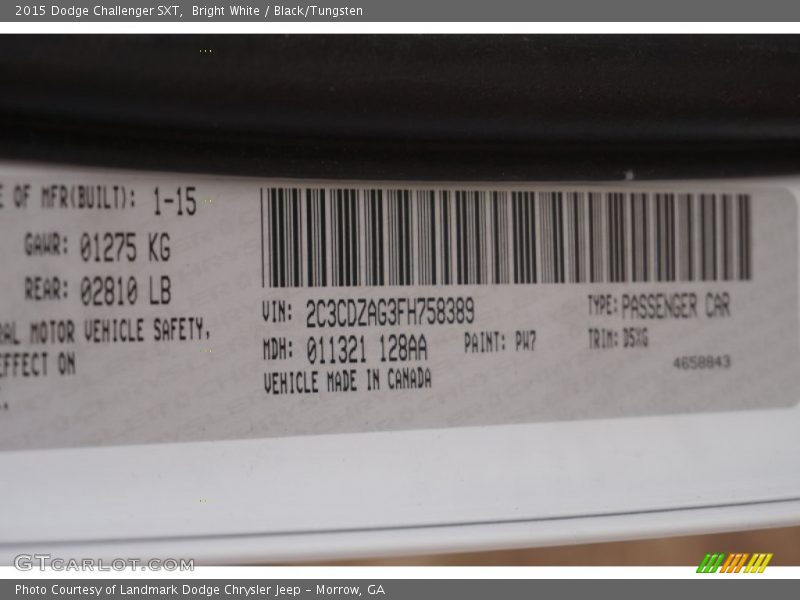 2015 Dodge Challenger SXT, Bright White / Black/Tungsten
E OF MFR(BUILT): 1-15
GAWR: 01275 KG
REAR: 02810 LB
MOTOR VEHICLE SAFETY,
EFFECT ON
VIN: 2C3CDZAG3FH758389
TYPE: PASSENGER CAR
MDH: 011321 128AA
PAINT: PW7
TRIM: D5XG
VEHICLE MADE IN CANADA
4658843
GTCARLOT.COM
Photo Courtesy of Landmark Dodge Chrysler Jeep – Morrow, GA